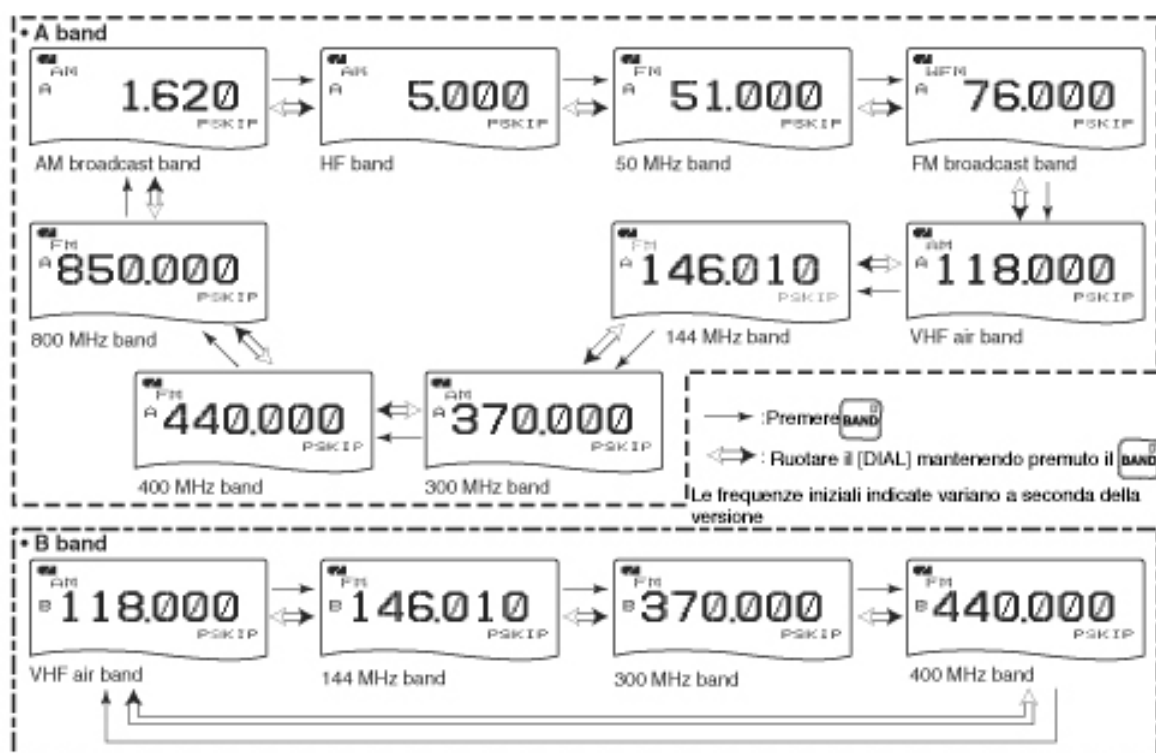 • A band
AM
A 1.620
PSKIP
AM broadcast band
AM
A 5.000
PSKIP
HF band
FM
A 51.000
PSKIP
50 MHz band
WFM
A 76.000
PSKIP
FM broadcast band
FM
A 850.000
PSKIP
800 MHz band
FM
A 146.010
PSKIP
144 MHz band
AM
A 118.000
PSKIP
VHF air band
FM
A 440.000
PSKIP
400 MHz band
AM
A 370.000
PSKIP
300 MHz band
:Premere BAND
: Ruotare il [DIAL] mantenendo premuto il BAND
Le frequenze iniziali indicate variano a seconda della
versione
• B band
AM
B 118.000
PSKIP
VHF air band
FM
B 146.010
PSKIP
144 MHz band
FM
B 370.000
PSKIP
300 MHz band
FM
B 440.000
PSKIP
400 MHz band